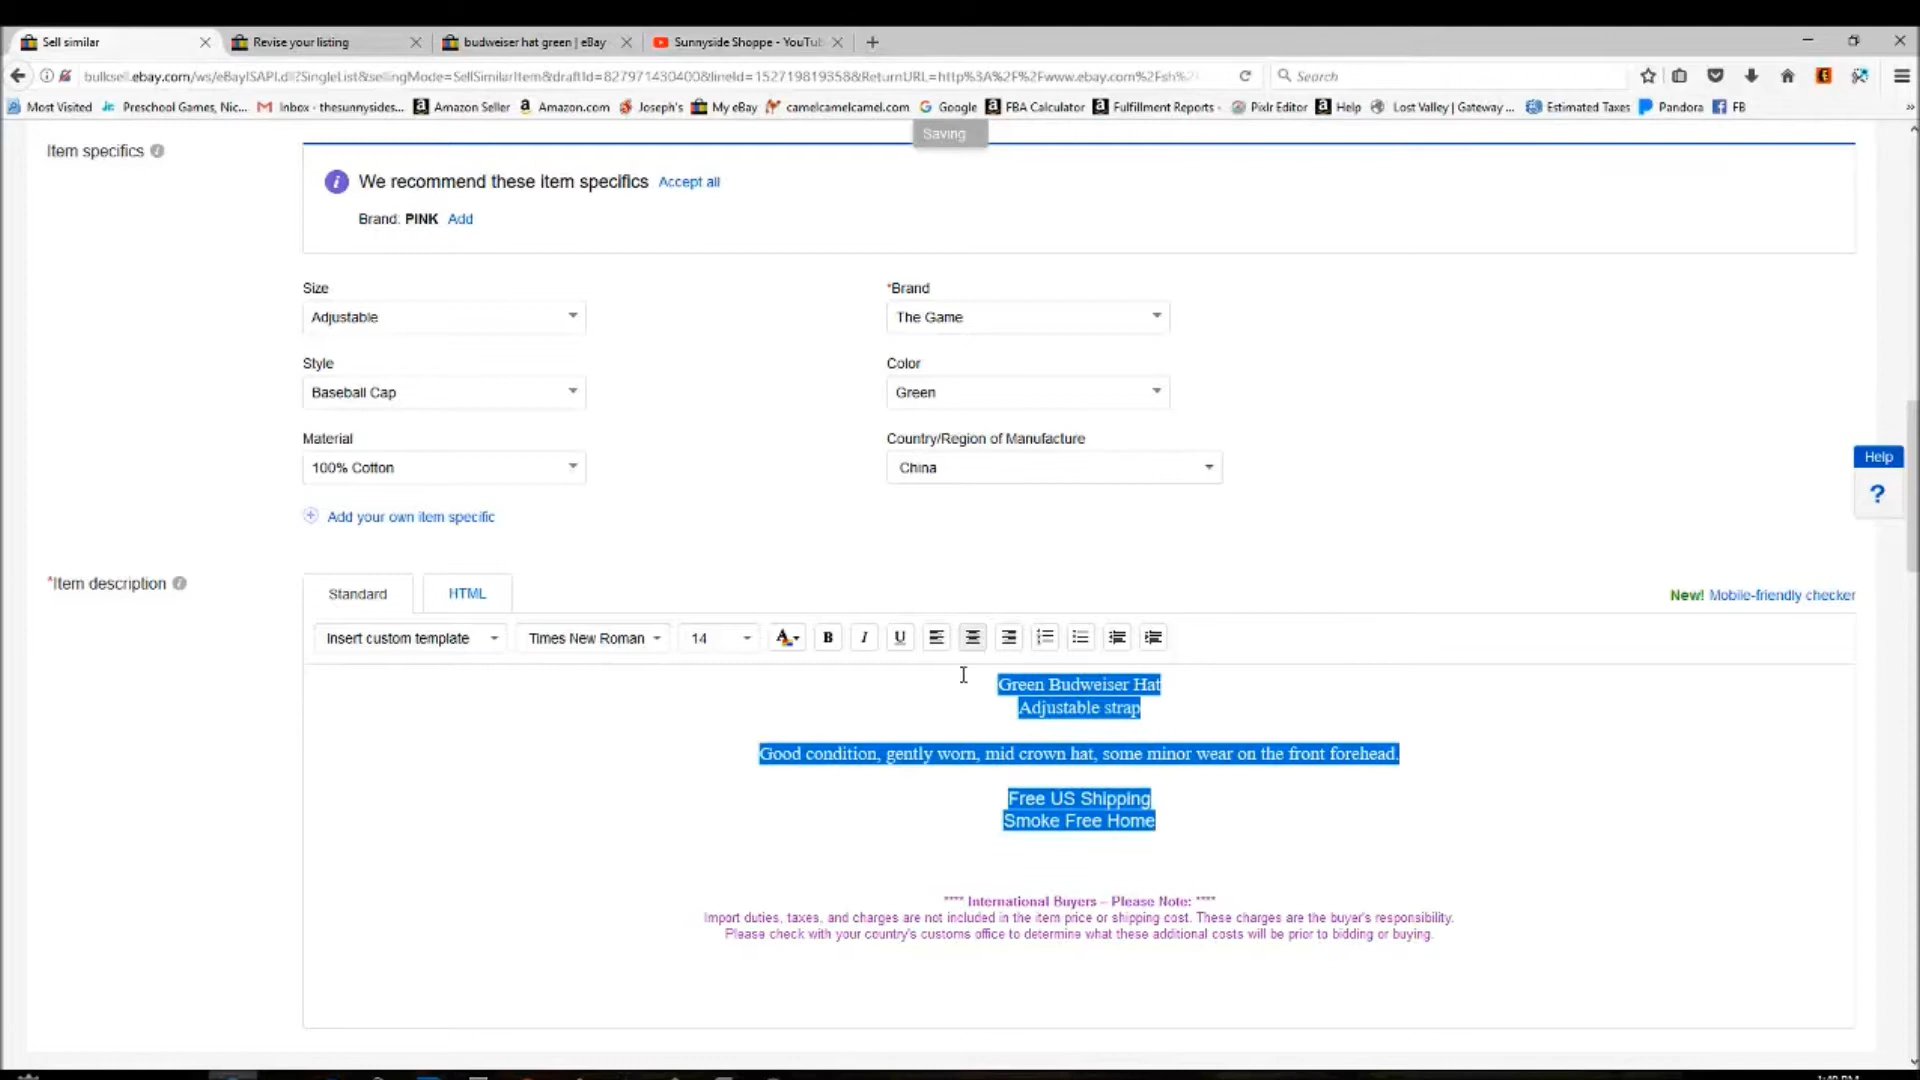 Sell similar
Revise your listing
budweiser hat green | eBay
Sunnyside Shoppe - YouTu
Search
Most Visited
Preschool Games, Nic...
Inbox - thesunnysides...
Amazon Seller
Amazon.com
Joseph's
My eBay
camelcamelcamel.com
Google
FBA Calculator
Fulfillment Reports -
Pixlr Editor
Help
Lost Valley | Gateway ...
Estimated Taxes
Pandora
FB
Saving
Item specifics
We recommend these item specifics Accept all
Brand: PINK Add
Size
*Brand
Adjustable
The Game
Style
Color
Baseball Cap
Green
Material
Country/Region of Manufacture
100% Cotton
China
Help
?
Add your own item specific
*Item description
Standard
HTML
New! Mobile-friendly checker
Insert custom template
Times New Roman
14
A
B
I
U
Green Budweiser Hat
Adjustable strap
Good condition, gently worn, mid crown hat, some minor wear on the front forehead.
Free US Shipping
Smoke Free Home
**** International Buyers – Please Note: ****
Import duties, taxes, and charges are not included in the item price or shipping cost. These charges are the buyer's responsibility.
Please check with your country's customs office to determine what these additional costs will be prior to bidding or buying.